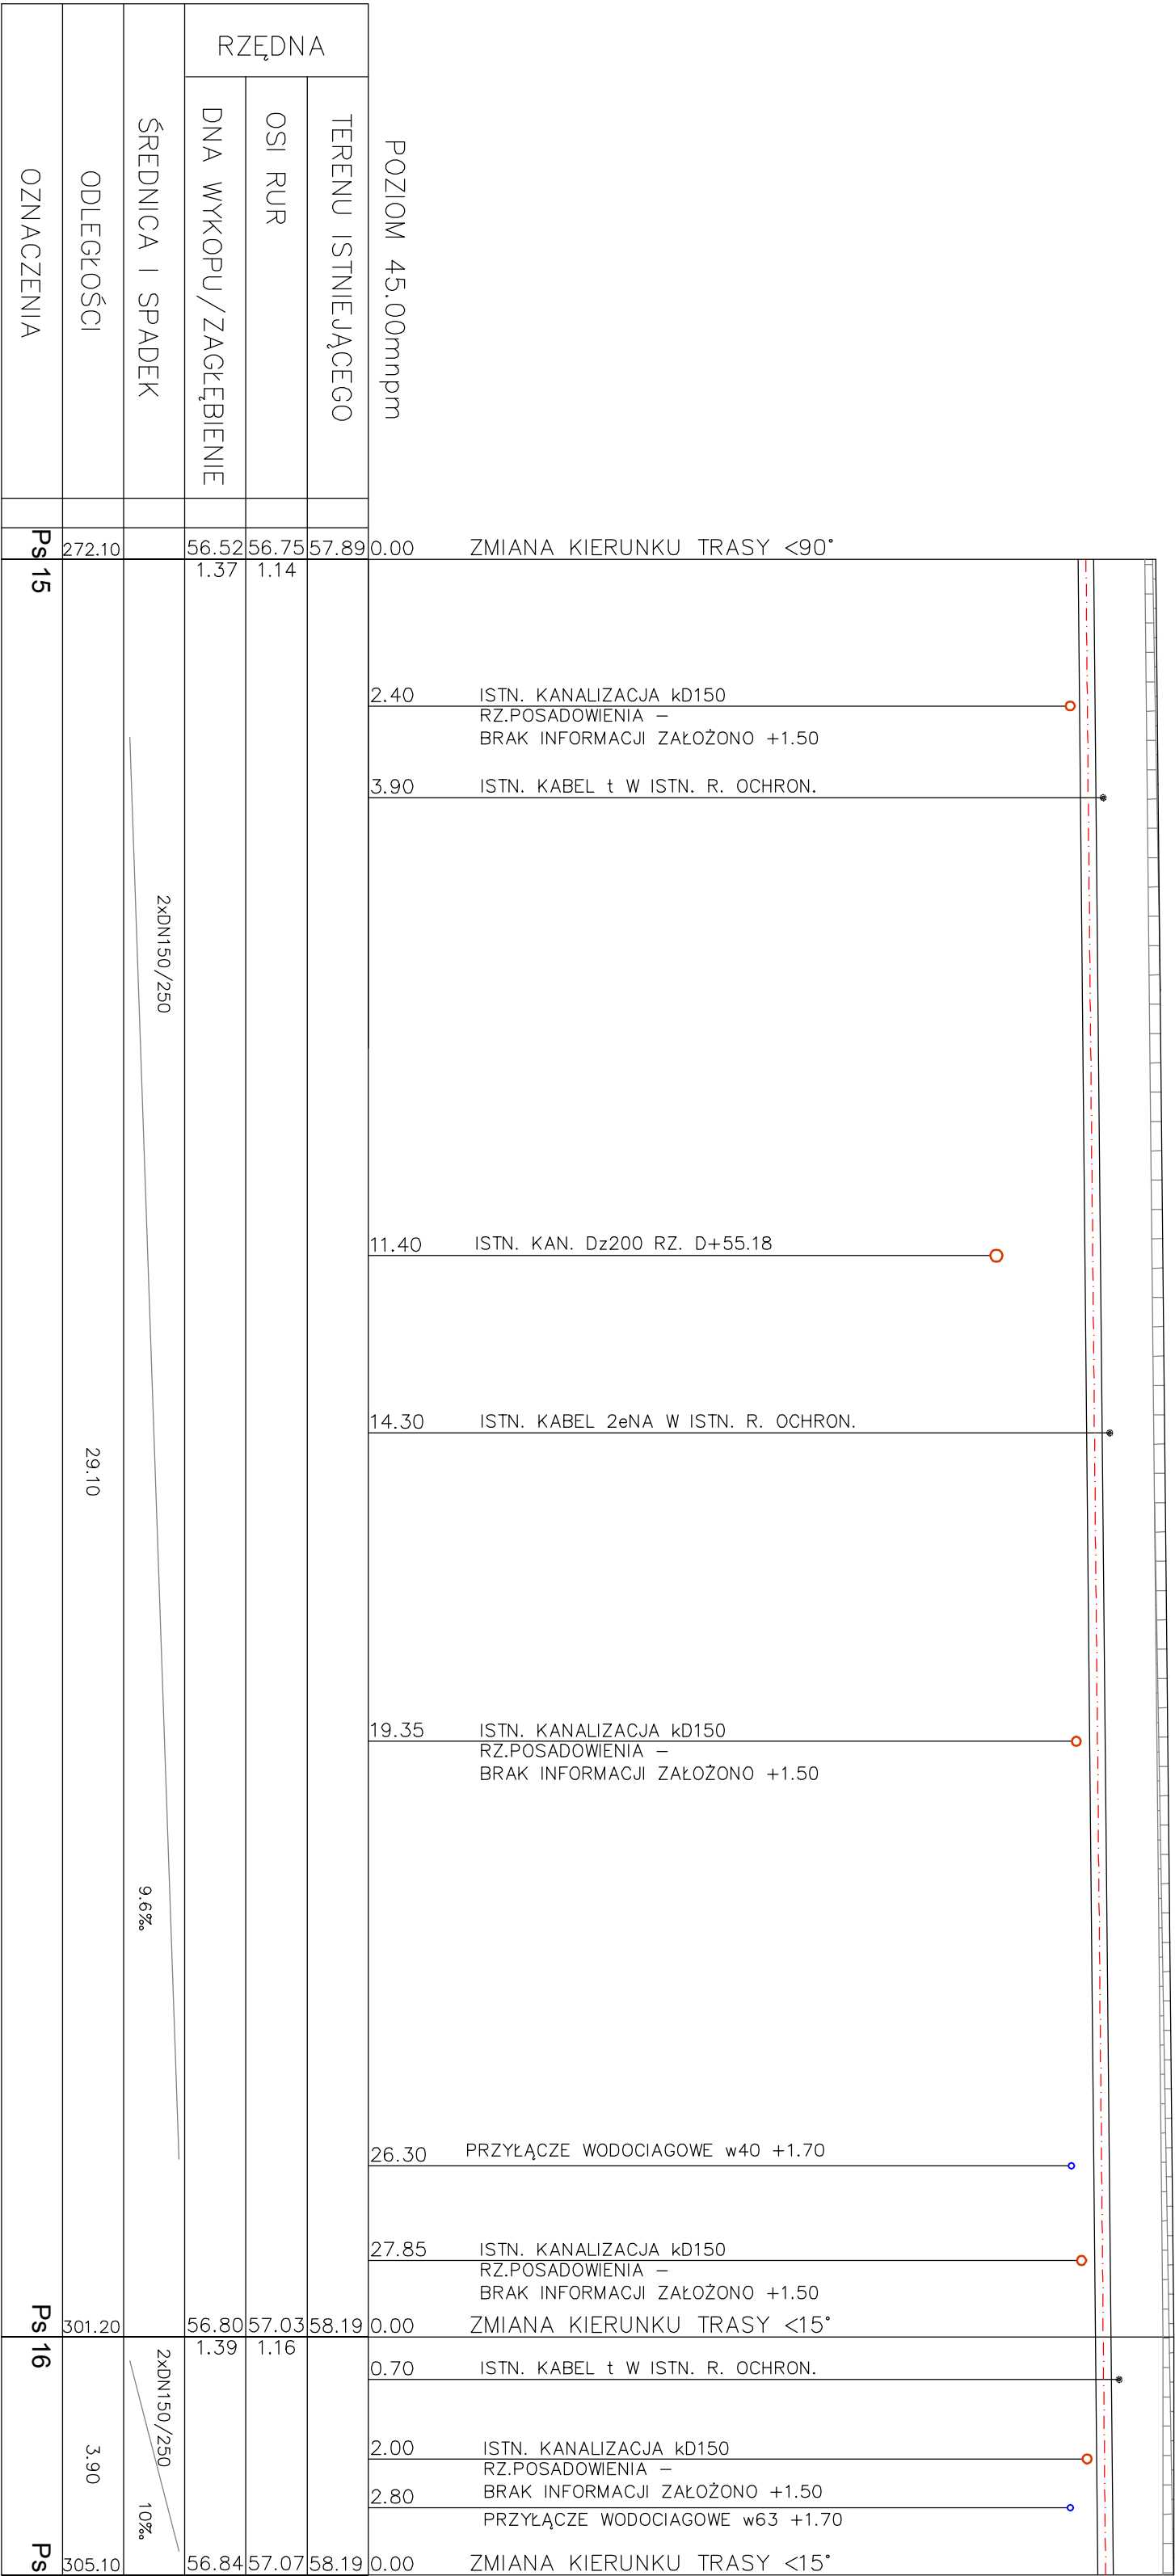 RZĘDNA
TERENU ISTNIEJĄCEGO
OSI RUR
DNA WYKOPU/ZAGŁĘBIENIE
ŚREDNICA I SPADEK
ODLEGŁOŚCI
OZNACZENIA
POZIOM 45.00mnpm
Ps 15
272.10
56.52
56.75
57.89
0.00
ZMIANA KIERUNKU TRASY <90°
1.37
1.14
2.40
ISTN. KANALIZACJA kD150
RZ.POSADOWIENIA –
BRAK INFORMACJI ZAŁOŻONO +1.50
3.90
ISTN. KABEL t W ISTN. R. OCHRON.
2xDN150/250
11.40
ISTN. KAN. Dz200 RZ. D+55.18
14.30
ISTN. KABEL 2eNA W ISTN. R. OCHRON.
29.10
19.35
ISTN. KANALIZACJA kD150
RZ.POSADOWIENIA –
BRAK INFORMACJI ZAŁOŻONO +1.50
9.6‰
26.30
PRZYŁĄCZE WODOCIAGOWE w40 +1.70
27.85
ISTN. KANALIZACJA kD150
RZ.POSADOWIENIA –
BRAK INFORMACJI ZAŁOŻONO +1.50
Ps 16
301.20
56.80
57.03
58.19
0.00
ZMIANA KIERUNKU TRASY <15°
1.39
1.16
0.70
ISTN. KABEL t W ISTN. R. OCHRON.
2xDN150/250
2.00
ISTN. KANALIZACJA kD150
RZ.POSADOWIENIA –
BRAK INFORMACJI ZAŁOŻONO +1.50
3.90
2.80
PRZYŁĄCZE WODOCIAGOWE w63 +1.70
10‰
Ps
305.10
56.84
57.07
58.19
0.00
ZMIANA KIERUNKU TRASY <15°